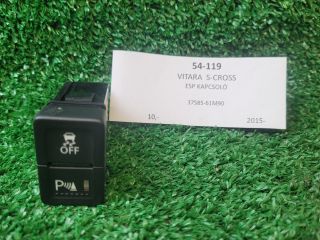 54-119
VITARA S-CROSS
ESP KAPCSOLÓ
37585-61M90
10,- 2015-
OFF
P